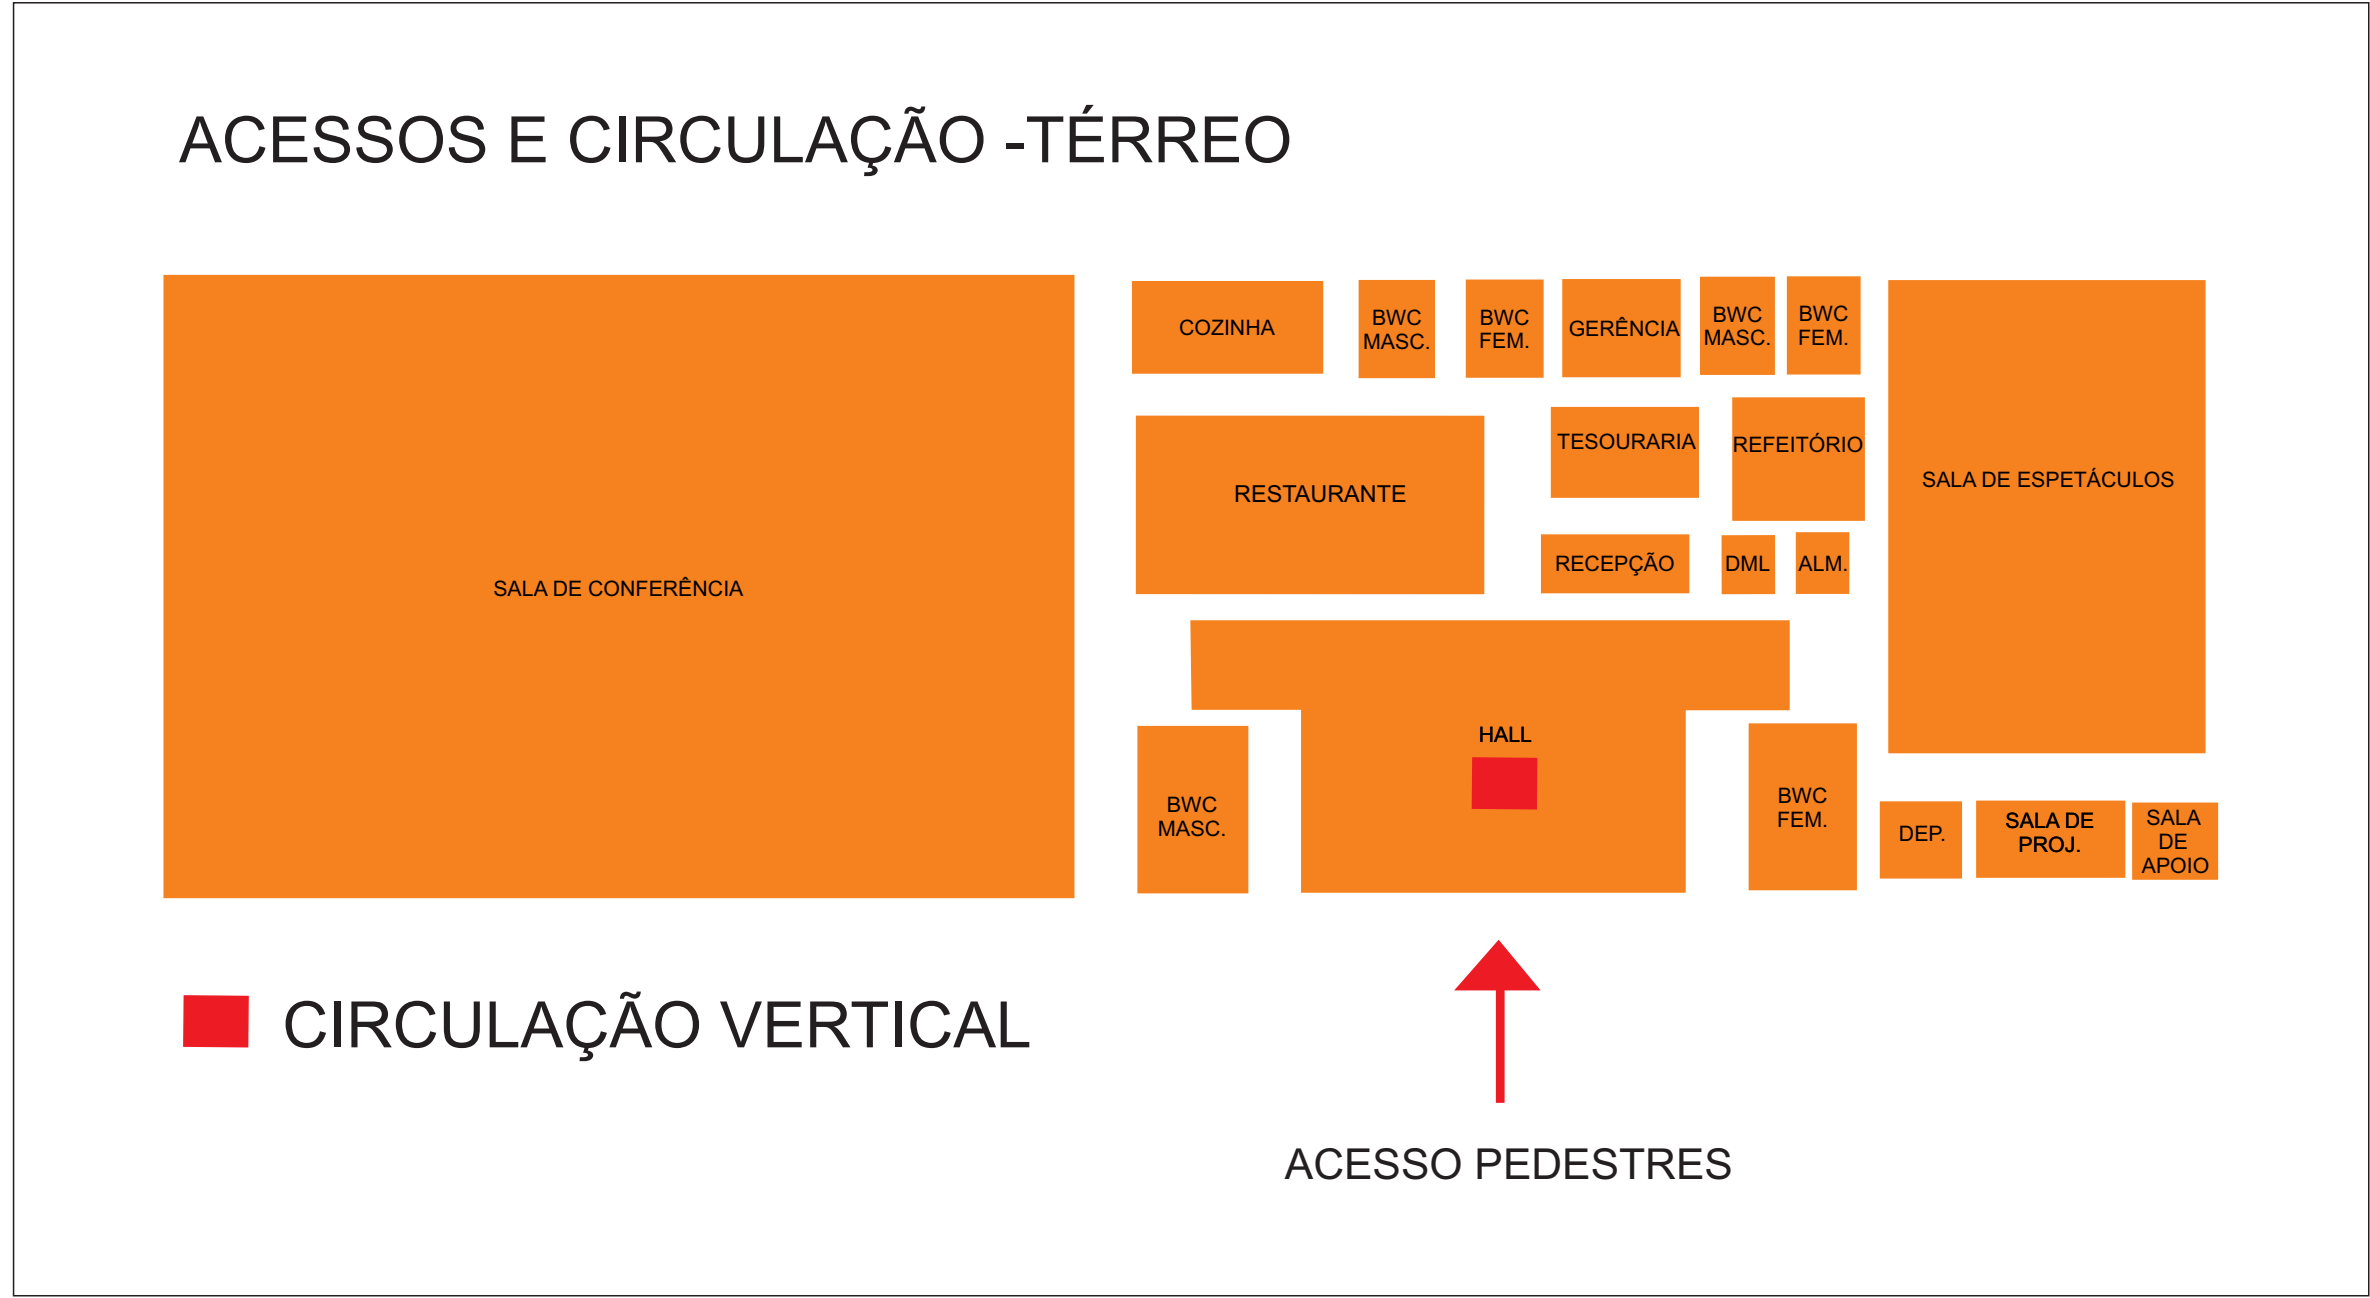 ACESSOS E CIRCULAÇÃO -TÉRREO
SALA DE CONFERÊNCIA
COZINHA
BWC
MASC.
BWC
FEM.
GERÊNCIA
BWC
MASC.
BWC
FEM.
RESTAURANTE
TESOURARIA
REFEITÓRIO
SALA DE ESPETÁCULOS
RECEPÇÃO
DML
ALM.
HALL
BWC
MASC.
BWC
FEM.
DEP.
SALA DE
PROJ.
SALA
DE
APOIO
CIRCULAÇÃO VERTICAL
ACESSO PEDESTRES